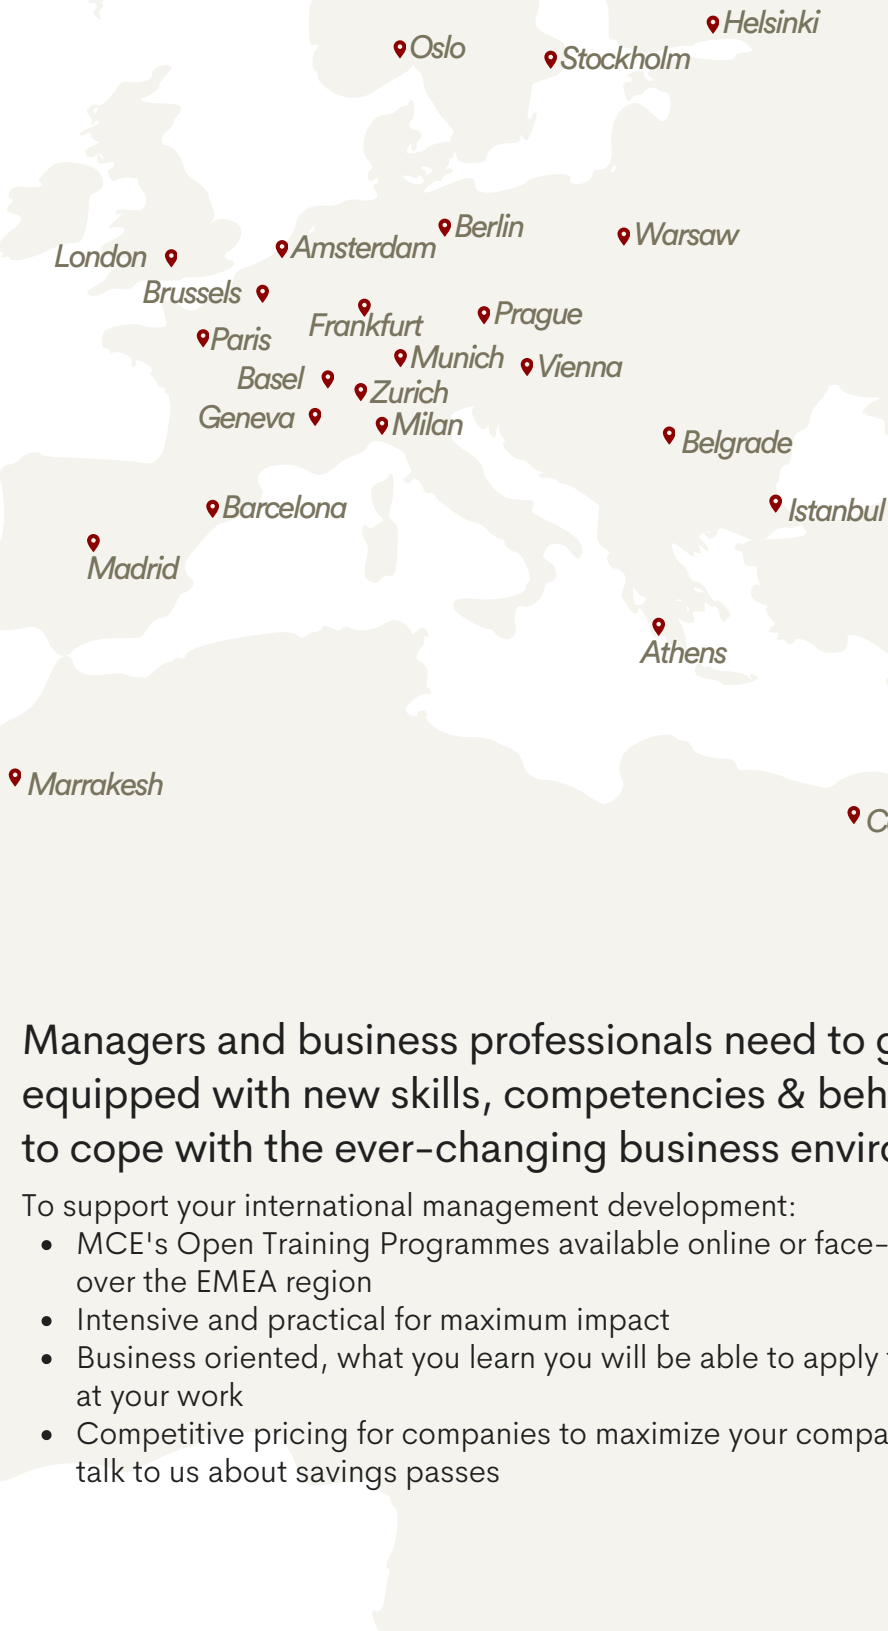 Helsinki
Oslo
Stockholm
Berlin
Warsaw
Amsterdam
London
Brussels
Prague
Frankfurt
Paris
Munich
Vienna
Basel
Zurich
Geneva
Milan
Belgrade
Barcelona
Istanbul
Madrid
Athens
Marrakesh
Managers and business professionals need to
equipped with new skills, competencies &
to cope with the ever-changing business
To support your international management development:
MCE's Open Training Programmes available online or face-
over the EMEA region
Intensive and practical for maximum impact
Business oriented, what you learn you will be able to apply
at your work
Competitive pricing for companies to maximize your
talk to us about savings passes